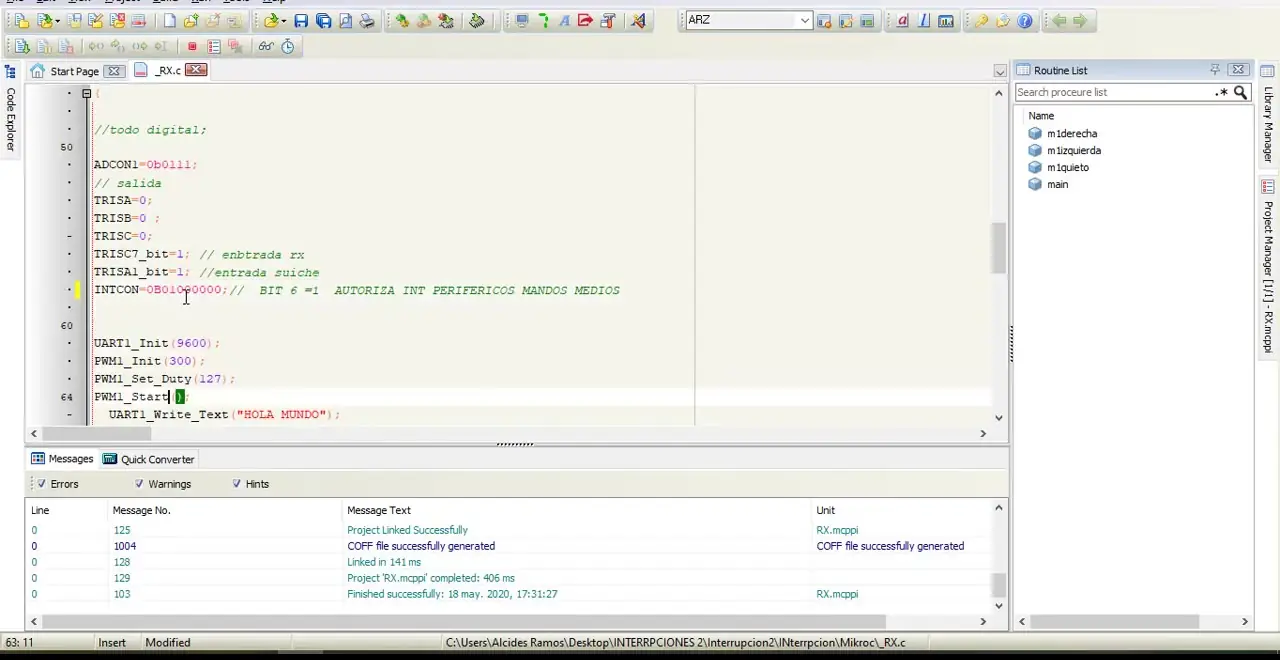 ARZ
Start Page
_RX.c
Code Explorer
//todo digital;
50
ADCON1=0b0111;
// salida
TRISA=0;
TRISB=0 ;
TRISC=0;
TRISC7_bit=1; // enbtrada rx
TRISA1_bit=1; //entrada suiche
INTCON=0B01000000;// BIT 6 =1 AUTORIZA INT PERIFERICOS MANDOS MEDIOS
60
UART1_Init(9600);
PWM1_Init(300);
PWM1_Set_Duty(127);
64 PWM1_Start();
UART1_Write_Text("HOLA MUNDO");
Routine List
Search proceure list
Name
m1derecha
m1izquierda
m1quieto
main
Library Manager
Project Manager [1/1] - RX.mcppi
Messages Quick Converter
Errors Warnings Hints
Line Message No. Message Text Unit
0 125 Project Linked Successfully RX.mcppi
0 1004 COFF file successfully generated COFF file successfully generated
0 128 Linked in 141 ms
0 129 Project 'RX.mcppi' completed: 406 ms
0 103 Finished successfully: 18 may. 2020, 17:31:27 RX.mcppi
63: 11 Insert Modified C:\Users\Alcides Ramos\Desktop\INTERRPCIONES 2\Interrupcion2\INterrpcion\Mikroc\_RX.c